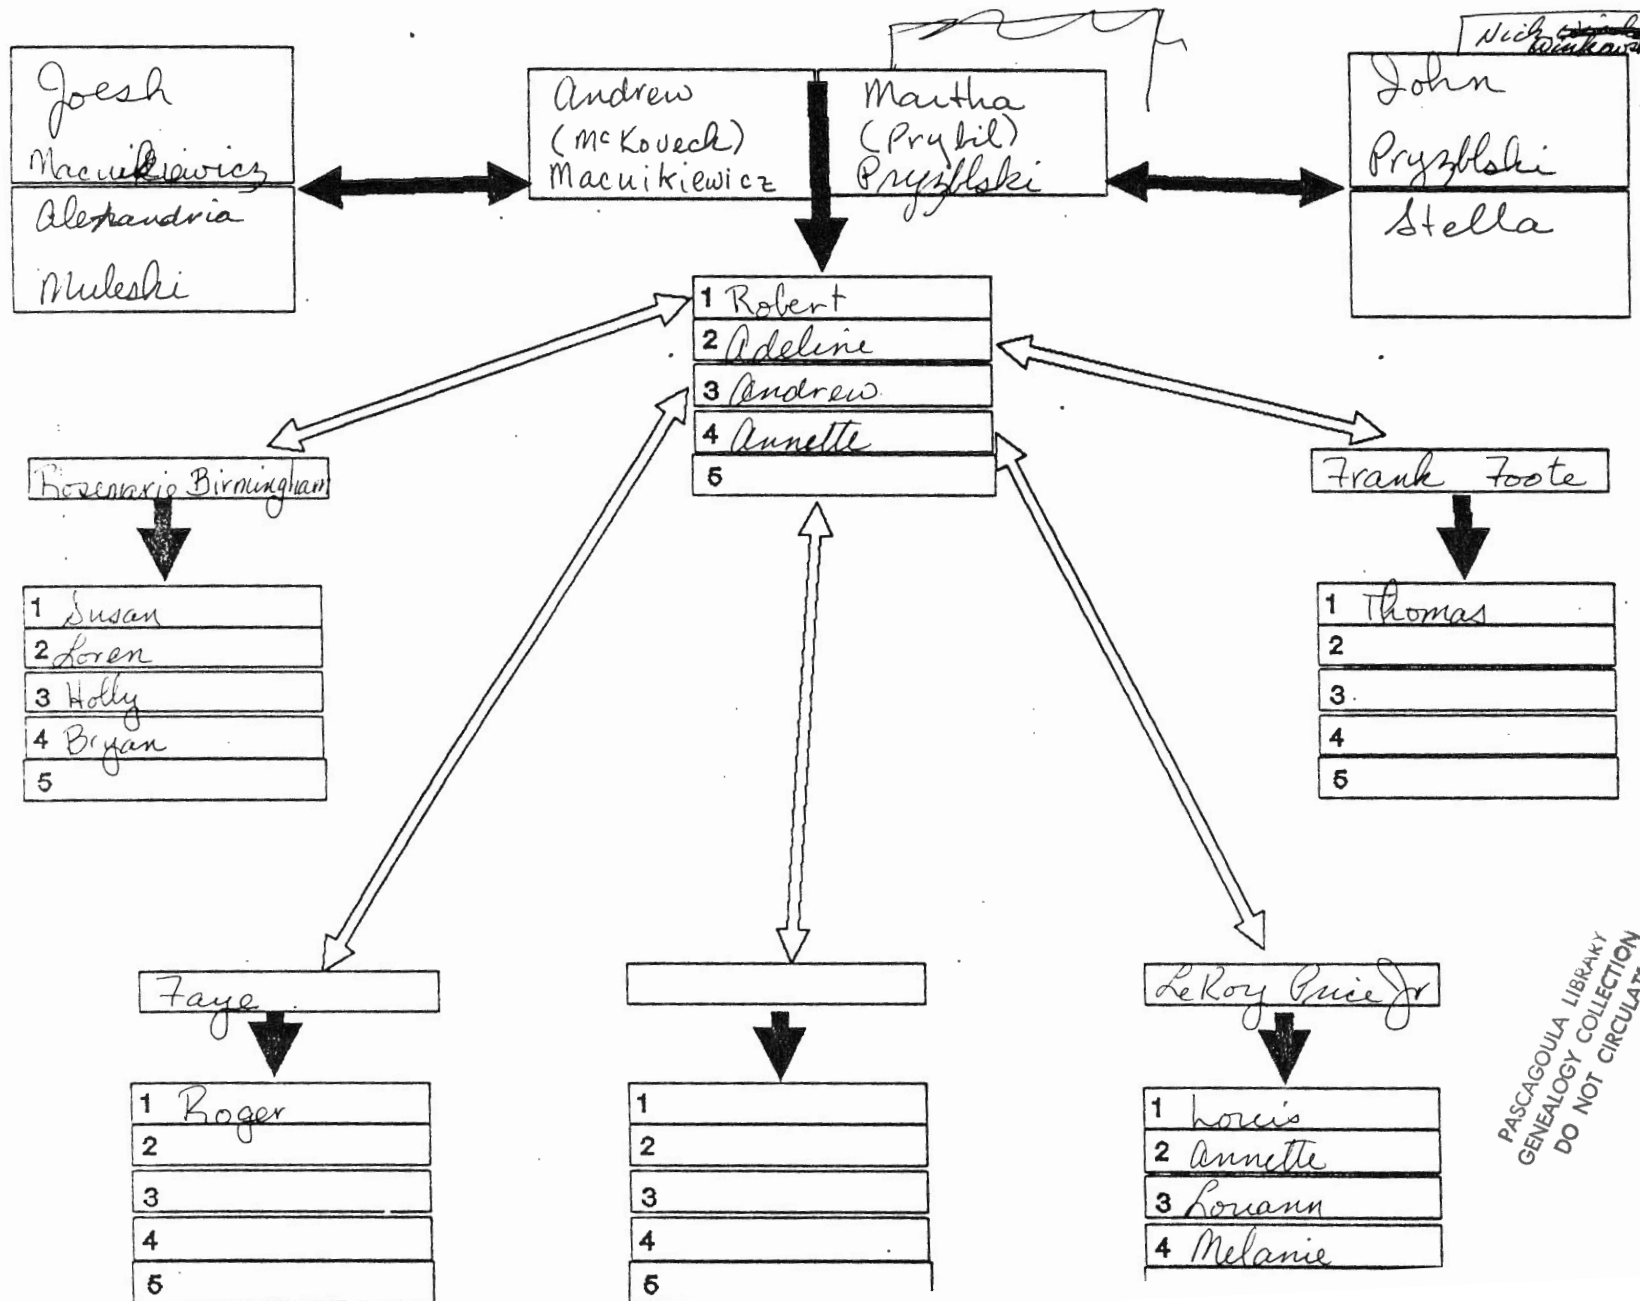 Nick
Winkows
Joesh
Macuikiewicz
Alexandria
Muleski
Andrew
(McKoveck)
Macuikiewicz
Martha
(Prybil)
Pryzblski
John
Pryzblski
Stella
1 Robert
2 Adeline
3 Andrew
4 Annette
5
Rosemarie Birmingham
1 Susan
2 Loren
3 Holly
4 Bryan
5
Frank Foote
1 Thomas
2
3
4
5
Faye
1 Roger
2
3
4
5
1
2
3
4
5
LeRoy Price Jr
1 Louis
2 Annette
3 Louann
4 Melanie
PASCAGOULA LIBRARY
GENEALOGY COLLECTION
DO NOT CIRCULATE